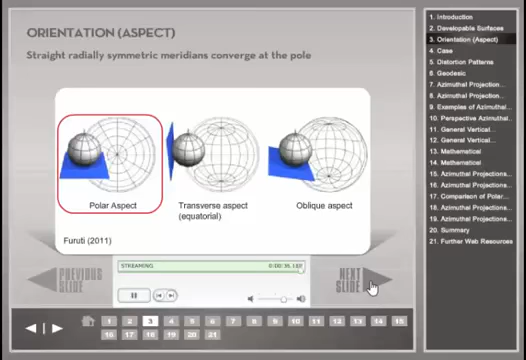 ORIENTATION (ASPECT)
Straight radially symmetric meridians converge at the pole
Polar Aspect
Transverse aspect
(equatorial)
Oblique aspect
Furuti (2011)
STREAMING
PREVIOUS
SLIDE
NEXT
SLIDE
1 2 3 4 5 6 7 8 9 10 11 12 13 14 15
16 17 18 19 20 21
1. Introduction
2. Developable Surfaces
3. Orientation (Aspect)
4. Case
5. Distortion Patterns
6. Geodesic
7. Azimuthal Projection...
8. Azimuthal Projection...
9. Examples of Azimuthal...
10. Perspective Azimuthal...
11. General Vertical...
12. General Vertical...
13. Mathematical
14. Mathematical
15. Azimuthal Projections...
16. Azimuthal Projections...
17. Comparison of Polar...
18. Azimuthal Projections...
19. Azimuthal Projections...
20. Summary
21. Further Web Resources